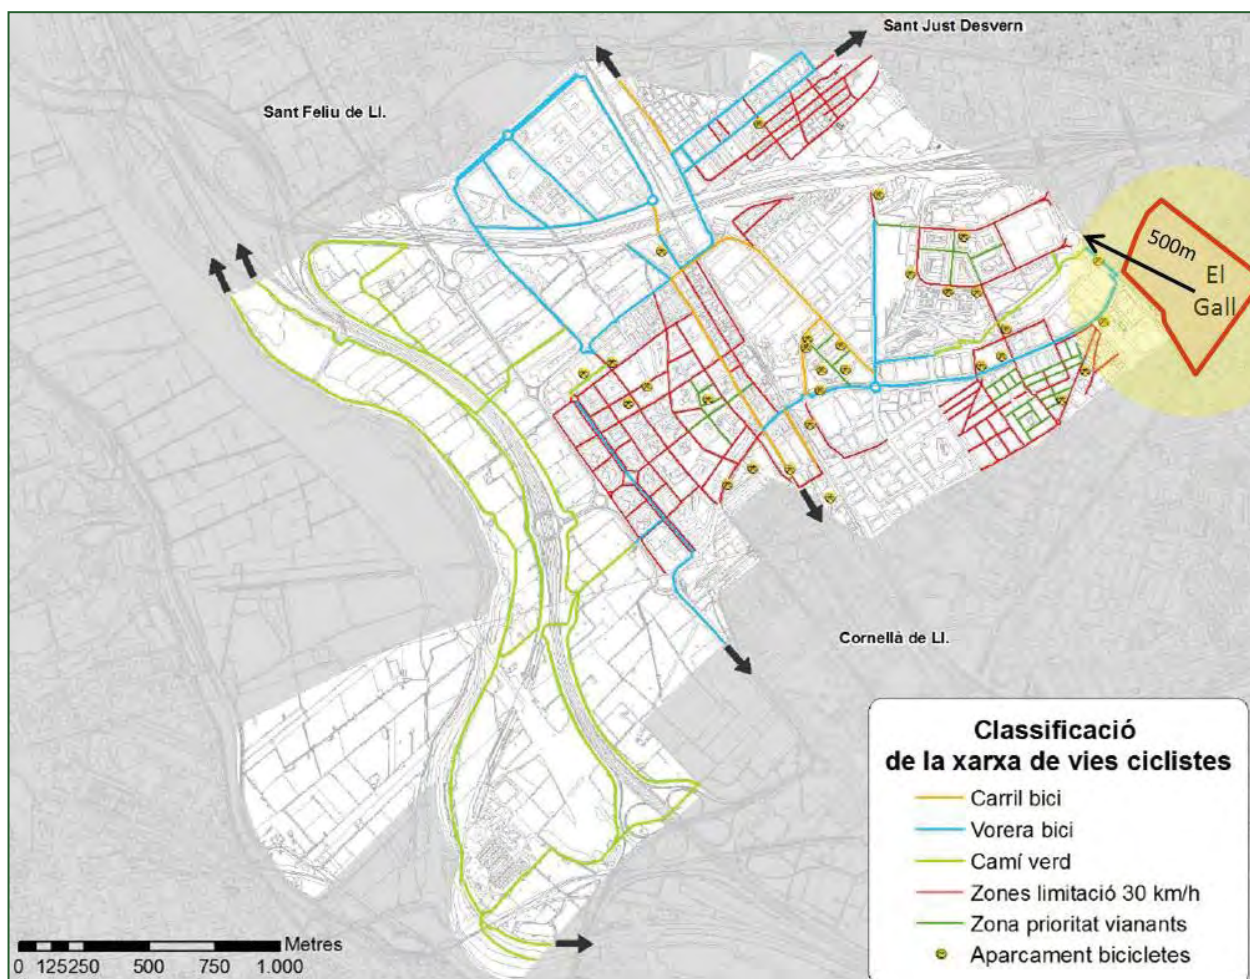 Sant Just Desvern
Sant Feliu de Ll.
500m
El
Gall
Cornellà de Ll.
Classificació
de la xarxa de vies ciclistes
Carril bici
Vorera bici
Camí verd
Zones limitació 30 km/h
Zona prioritat vianants
Aparcament bicicletes
Metres
0 125250 500 750 1.000